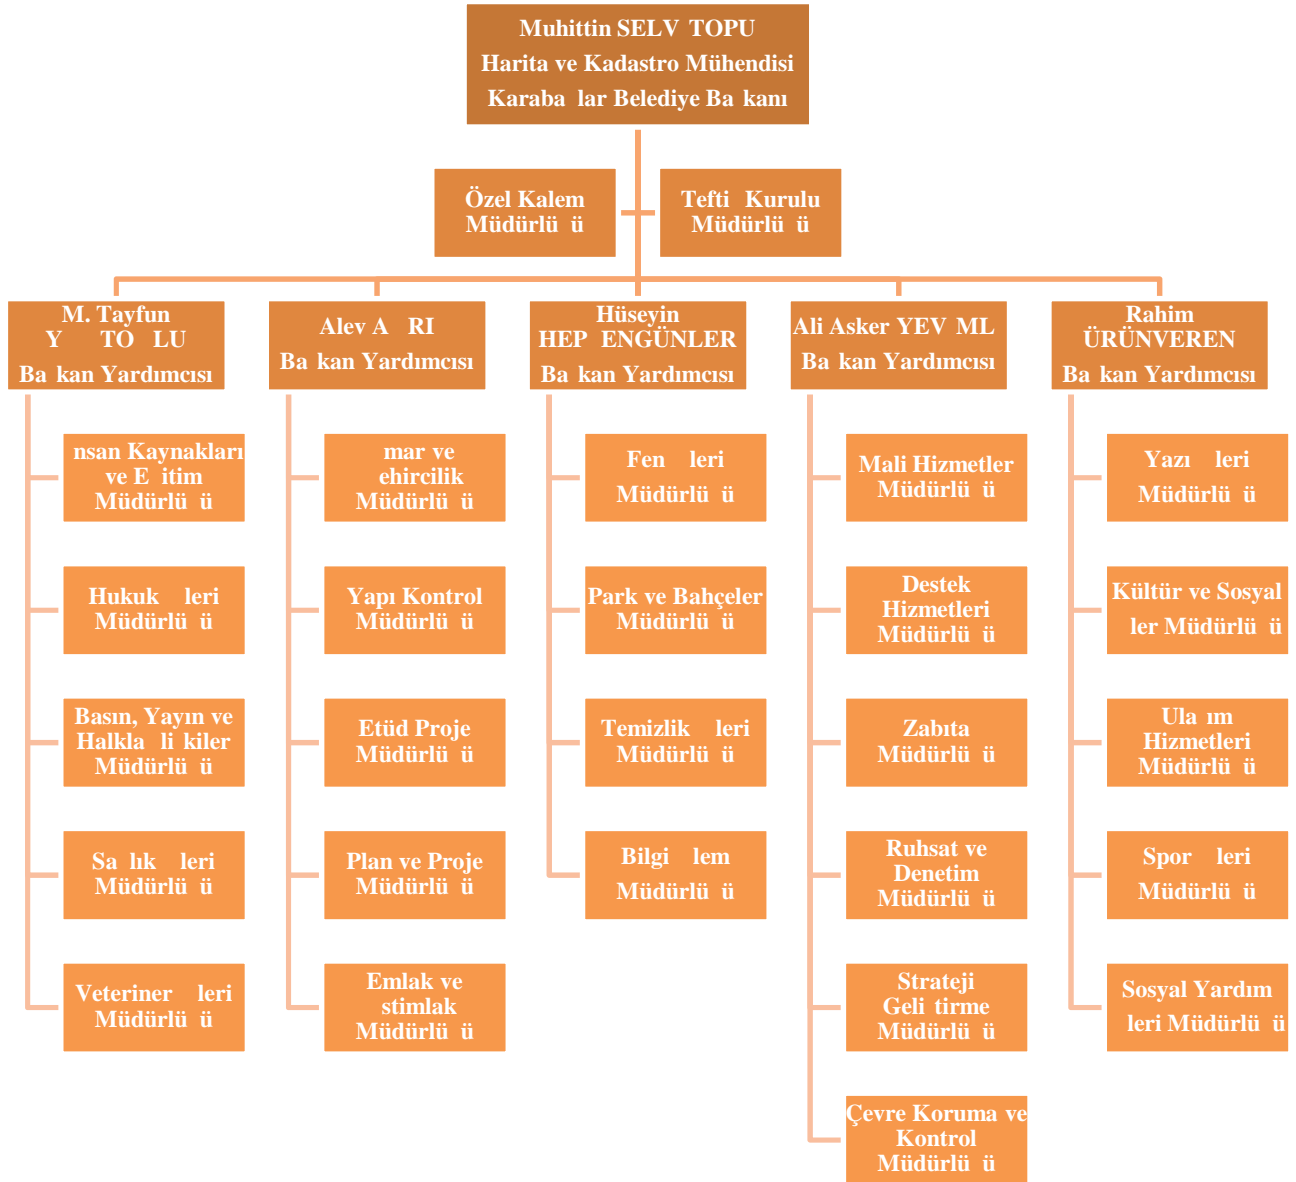 Muhittin SELV TOPU
Harita ve Kadastro Mühendisi
Karaba lar Belediye Ba kanı
Özel Kalem
Müdürlü ü
Tefti Kurulu
Müdürlü ü
M. Tayfun
Y TO LU
Ba kan Yardımcısı
Alev A RI
Ba kan Yardımcısı
Hüseyin
HEP ENGÜNLER
Ba kan Yardımcısı
Ali Asker YEV ML
Ba kan Yardımcısı
Rahim
ÜRÜNVEREN
Ba kan Yardımcısı
nsan Kaynakları
ve E itim
Müdürlü ü
Hukuk leri
Müdürlü ü
Basın, Yayın ve
Halkla li kiler
Müdürlü ü
Sa lık leri
Müdürlü ü
Veteriner leri
Müdürlü ü
mar ve
ehircilik
Müdürlü ü
Yapı Kontrol
Müdürlü ü
Etüd Proje
Müdürlü ü
Plan ve Proje
Müdürlü ü
Emlak ve
stimlak
Müdürlü ü
Fen leri
Müdürlü ü
Park ve Bahçeler
Müdürlü ü
Temizlik leri
Müdürlü ü
Bilgi lem
Müdürlü ü
Mali Hizmetler
Müdürlü ü
Destek
Hizmetleri
Müdürlü ü
Zabıta
Müdürlü ü
Ruhsat ve
Denetim
Müdürlü ü
Strateji
Geli tirme
Müdürlü ü
Çevre Koruma ve
Kontrol
Müdürlü ü
Yazı leri
Müdürlü ü
Kültür ve Sosyal
ler Müdürlü ü
Ula ım
Hizmetleri
Müdürlü ü
Spor leri
Müdürlü ü
Sosyal Yardım
leri Müdürlü ü